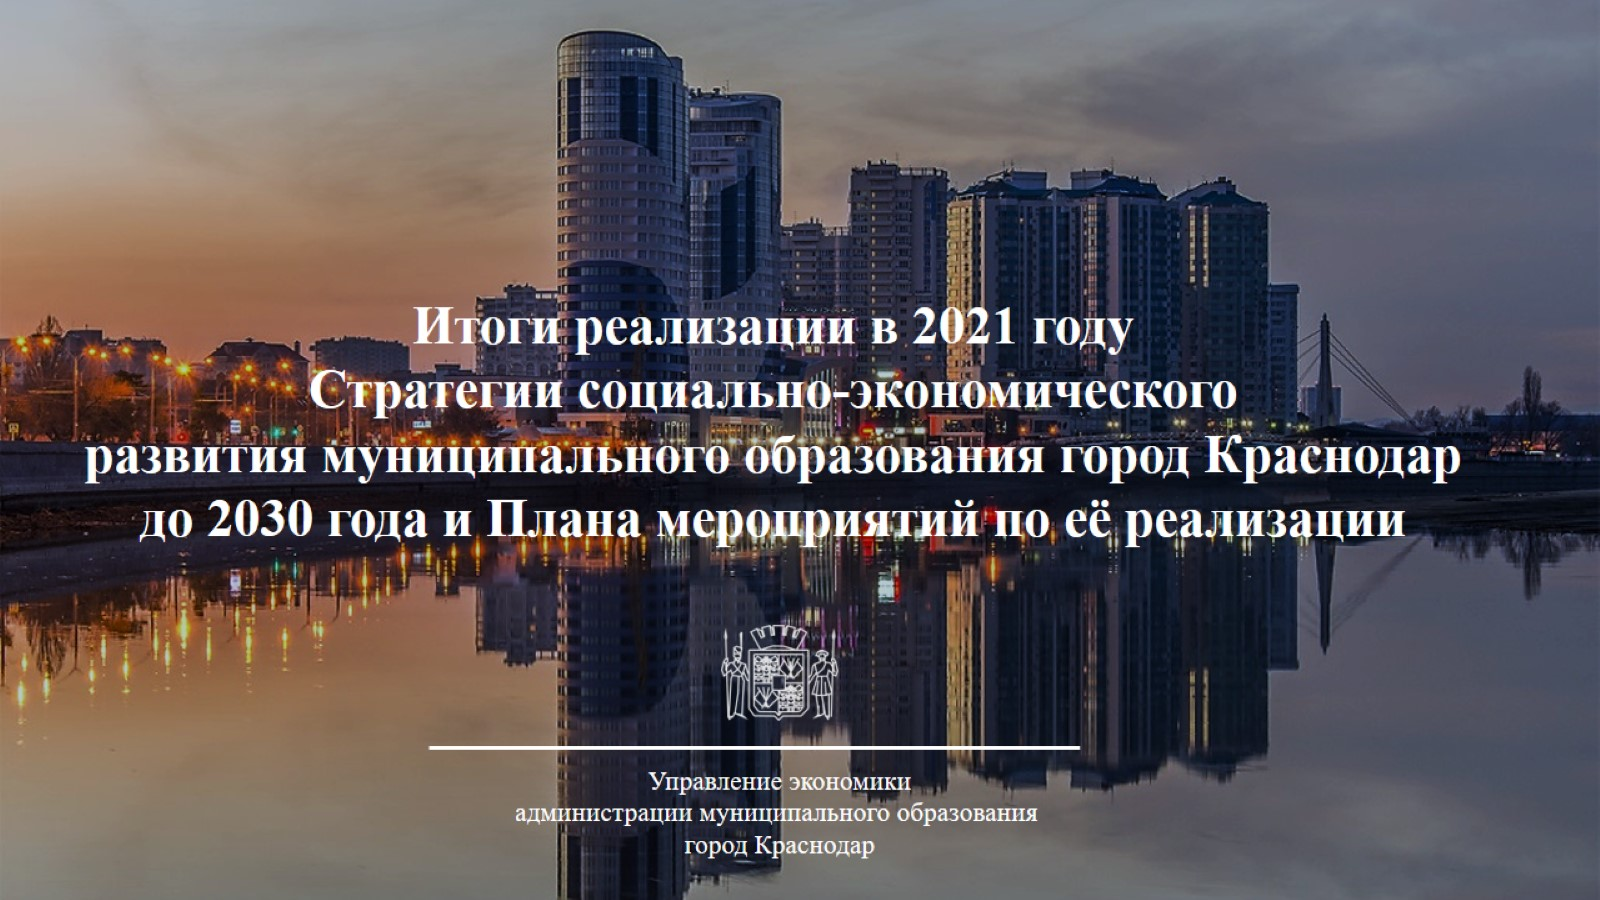 Итоги реализации в 2021 году
Стратегии социально-экономического
развития муниципального образования город Краснодар
до 2030 года и Плана мероприятий по её реализации
Управление экономики
администрации муниципального образования
город Краснодар